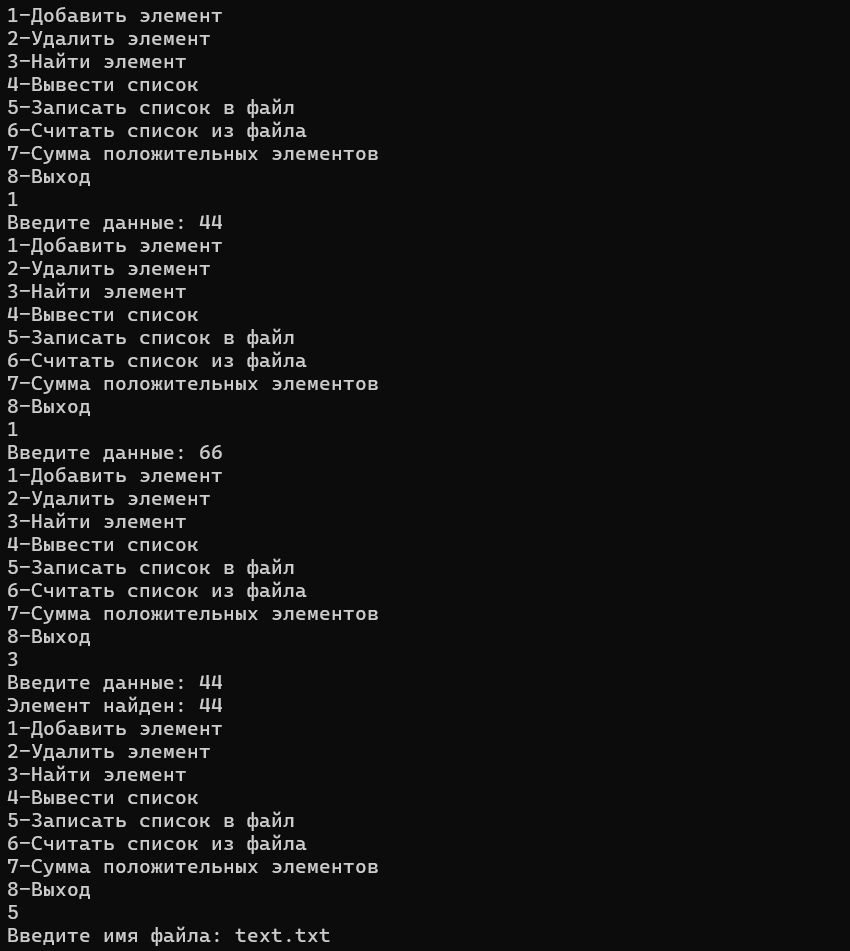 1-Добавить элемент
2-Удалить элемент
3-Найти элемент
4-Вывести список
5-Записать список в файл
6-Считать список из файла
7-Сумма положительных элементов
8-Выход
1
Введите данные: 44
1-Добавить элемент
2-Удалить элемент
3-Найти элемент
4-Вывести список
5-Записать список в файл
6-Считать список из файла
7-Сумма положительных элементов
8-Выход
1
Введите данные: 66
1-Добавить элемент
2-Удалить элемент
3-Найти элемент
4-Вывести список
5-Записать список в файл
6-Считать список из файла
7-Сумма положительных элементов
8-Выход
3
Введите данные: 44
Элемент найден: 44
1-Добавить элемент
2-Удалить элемент
3-Найти элемент
4-Вывести список
5-Записать список в файл
6-Считать список из файла
7-Сумма положительных элементов
8-Выход
5
Введите имя файла: text.txt